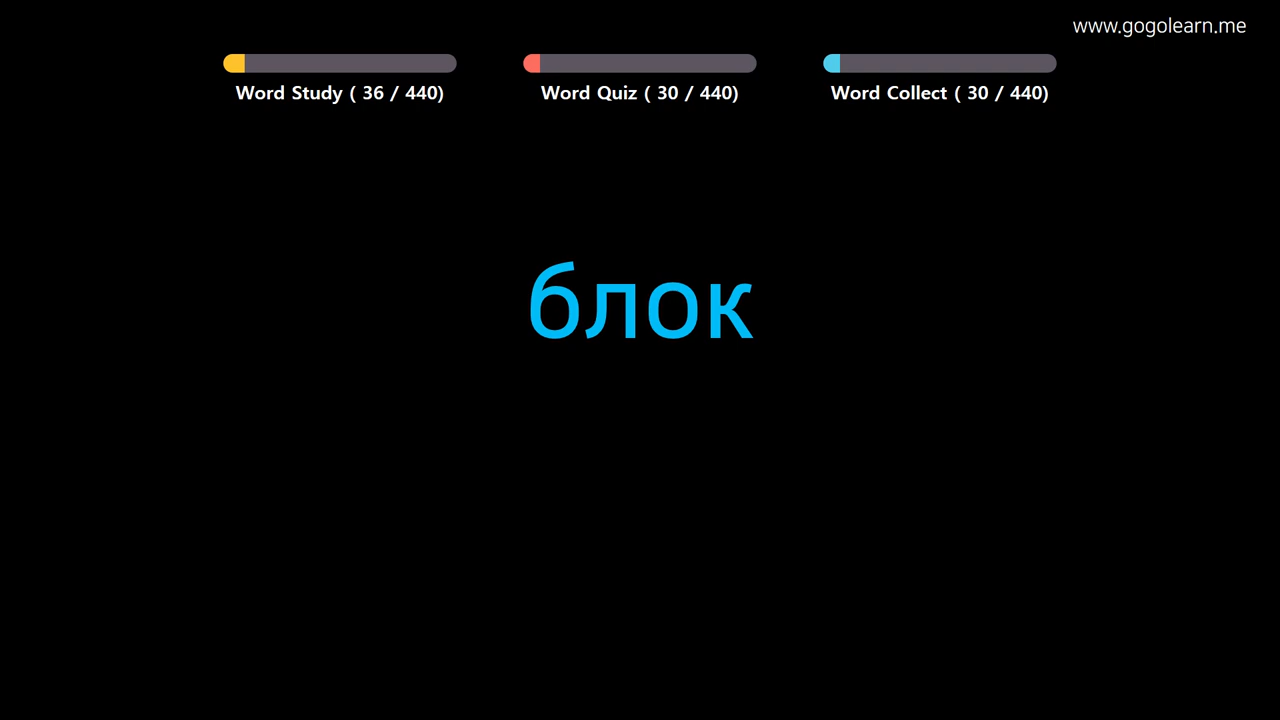 www.gogolearn.me
Word Study ( 36 / 440)
Word Quiz ( 30 / 440)
Word Collect ( 30 / 440)
блок